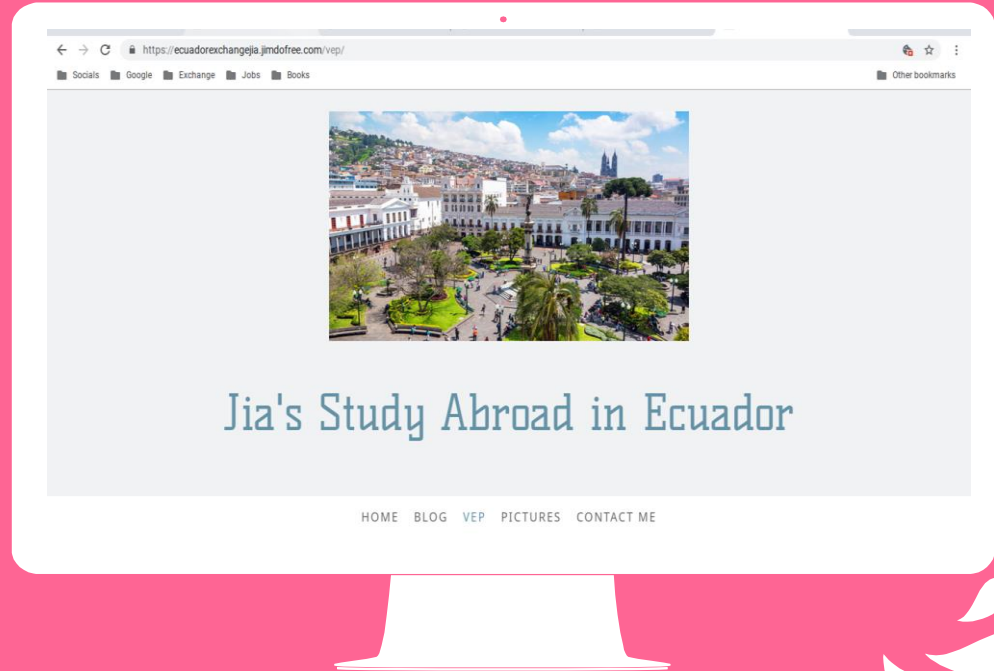 https://ecuadorexchangejia.jimdofree.com/vep/
Socials Google Exchange Jobs Books Other bookmarks
Jia's Study Abroad in Ecuador
HOME BLOG VEP PICTURES CONTACT ME